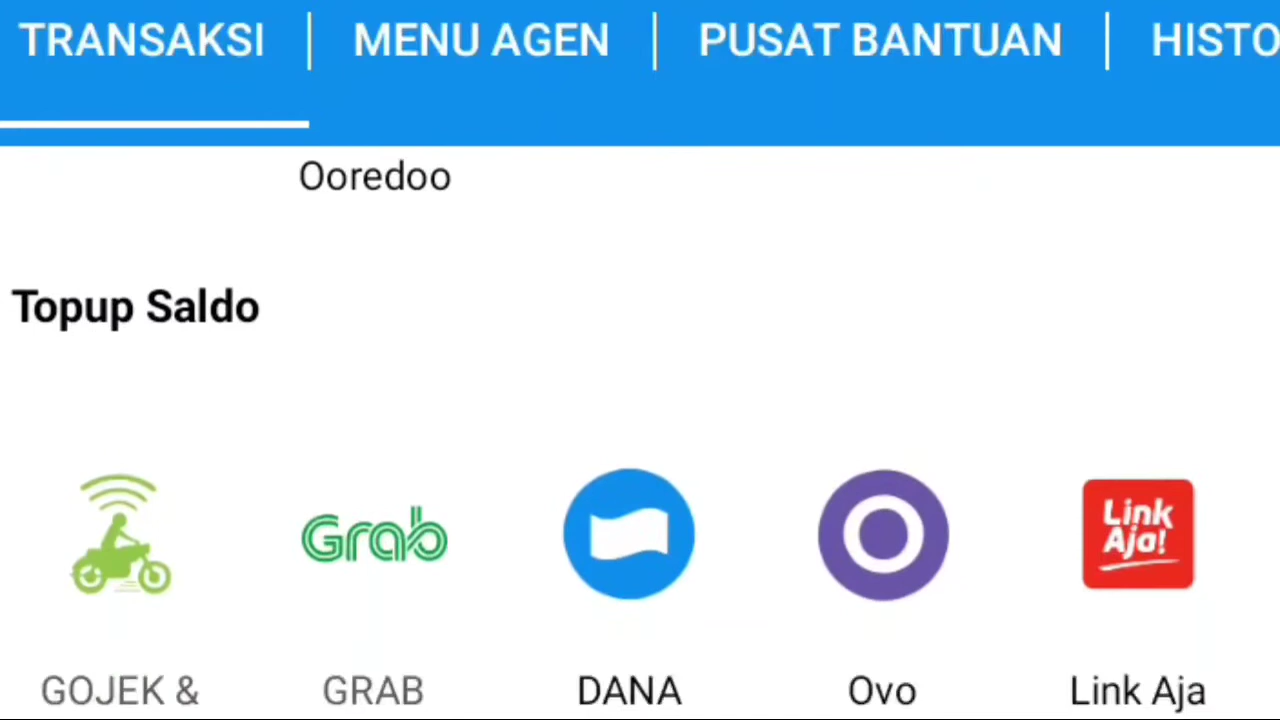 TRANSAKSI MENU AGEN PUSAT BANTUAN HISTO
Ooredoo
Topup Saldo
Grab
Link
Aja!
GOJEK & GRAB DANA Ovo Link Aja